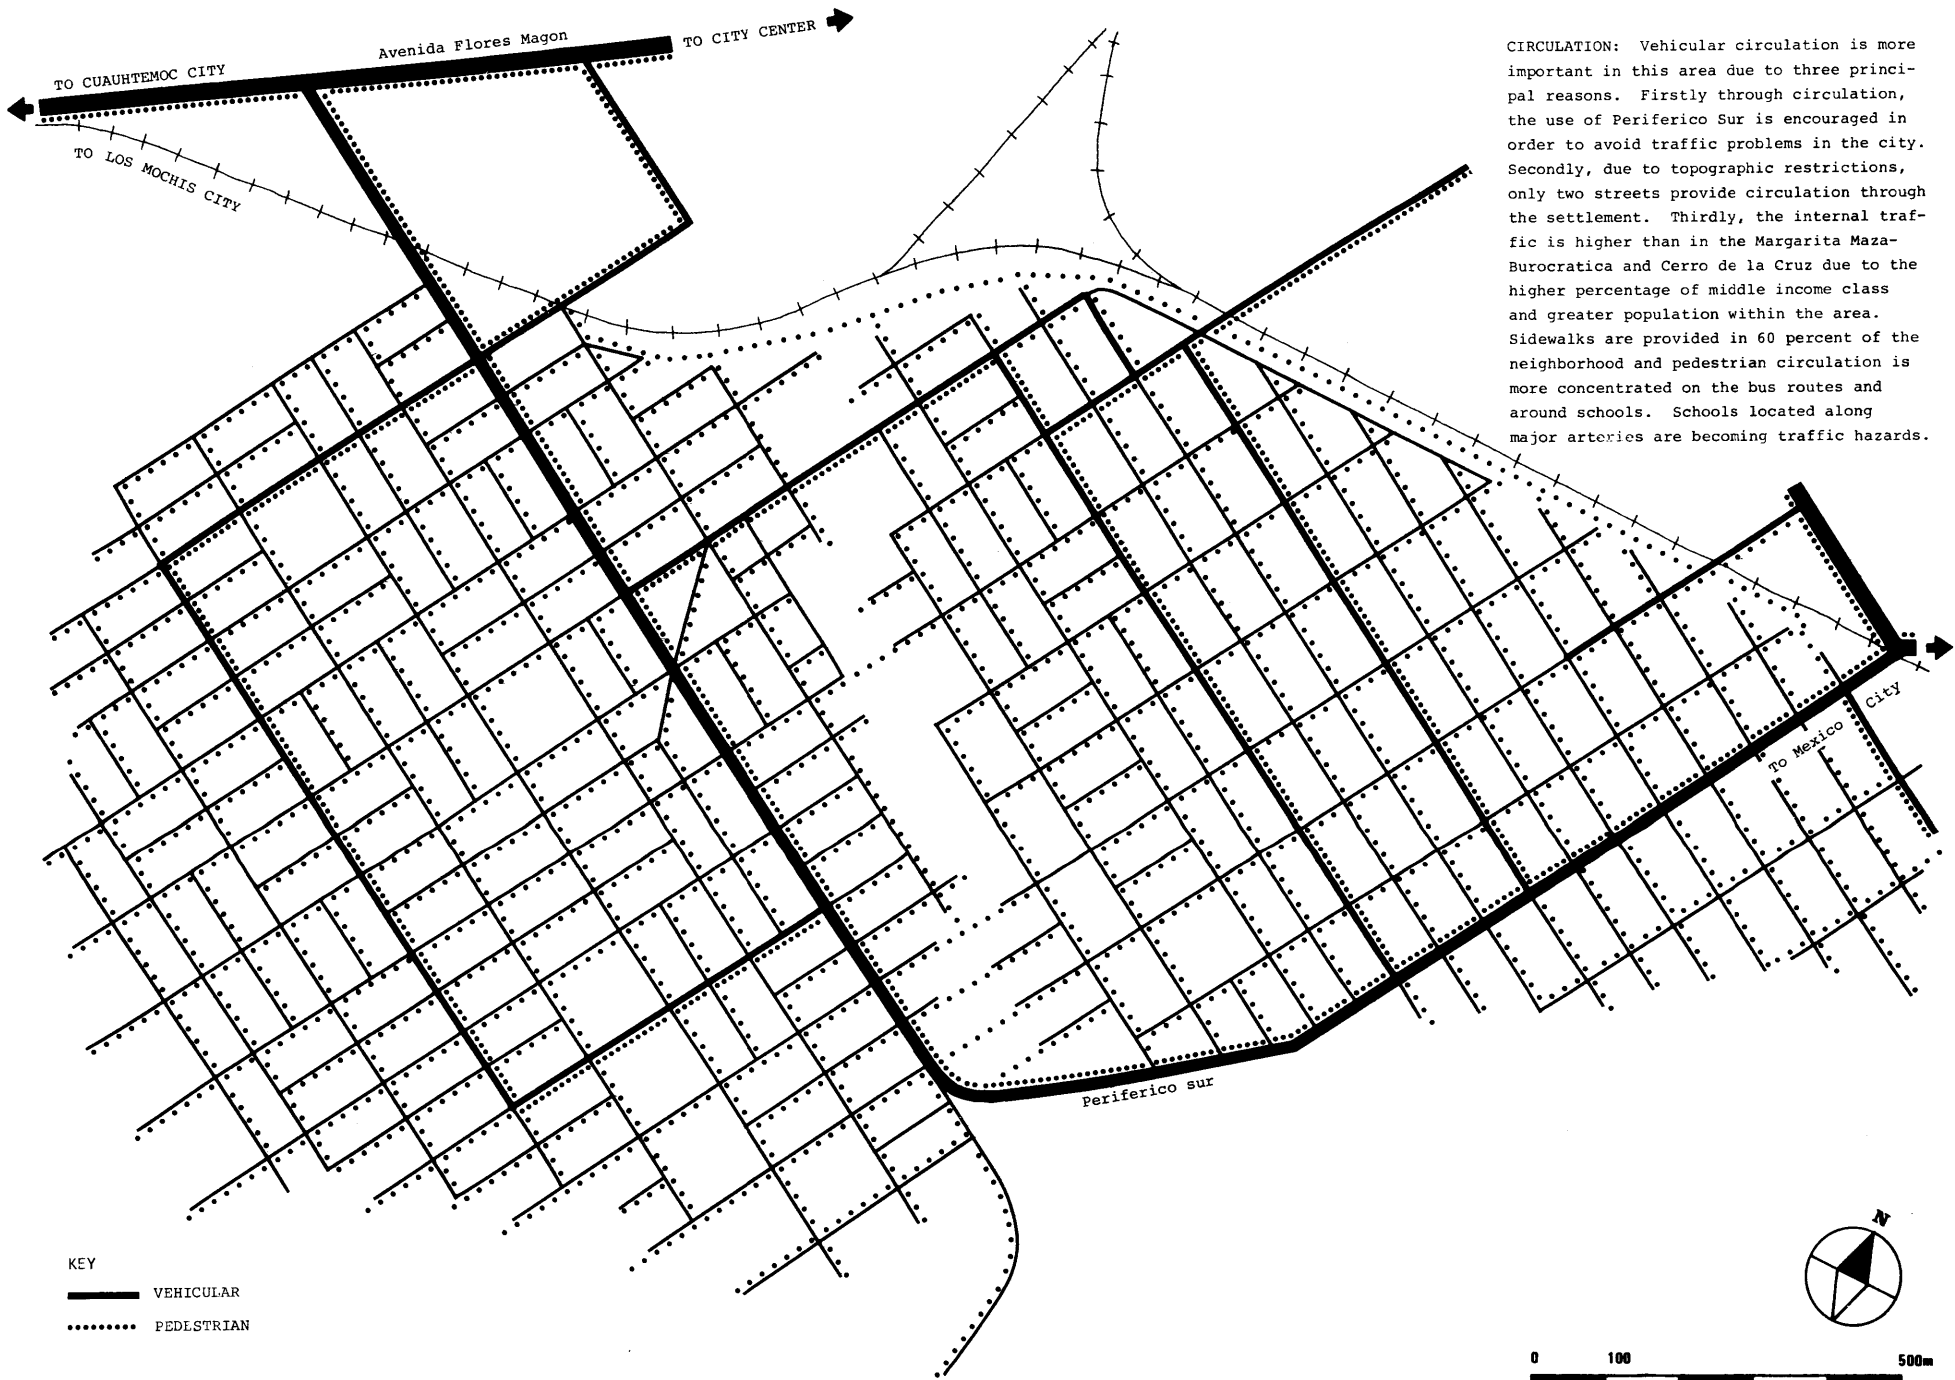 Avenida Flores Magon
TO CITY CENTER
TO CUAUHTEMOC CITY
TO LOS MOCHIS CITY
CIRCULATION: Vehicular circulation is more
important in this area due to three princi-
pal reasons. Firstly through circulation,
the use of Periferico Sur is encouraged in
order to avoid traffic problems in the city.
Secondly, due to topographic restrictions,
only two streets provide circulation through
the settlement. Thirdly, the internal traf-
fic is higher than in the Margarita Maza-
Burocratica and Cerro de la Cruz due to the
higher percentage of middle income class
and greater population within the area.
Sidewalks are provided in 60 percent of the
neighborhood and pedestrian circulation is
more concentrated on the bus routes and
around schools. Schools located along
major arteries are becoming traffic hazards.
To Mexico City
Periferico sur
KEY
VEHICULAR
PEDESTRIAN
N
0 100 500m